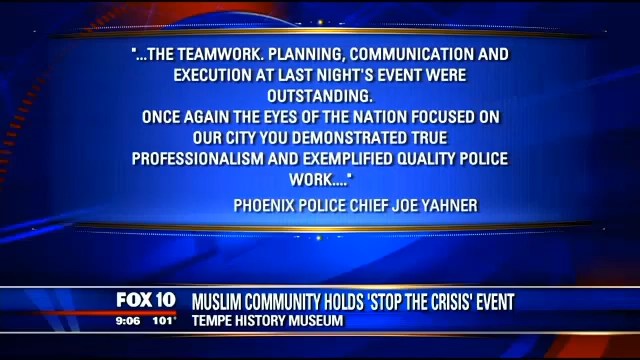 "...THE TEAMWORK. PLANNING, COMMUNICATION AND
EXECUTION AT LAST NIGHT'S EVENT WERE
OUTSTANDING.
ONCE AGAIN THE EYES OF THE NATION FOCUSED ON
OUR CITY YOU DEMONSTRATED TRUE
PROFESSIONALISM AND EXEMPLIFIED QUALITY POLICE
WORK...."
PHOENIX POLICE CHIEF JOE YAHNER
FOX 10
MUSLIM COMMUNITY HOLDS 'STOP THE CRISIS' EVENT
9:06 101°
TEMPE HISTORY MUSEUM